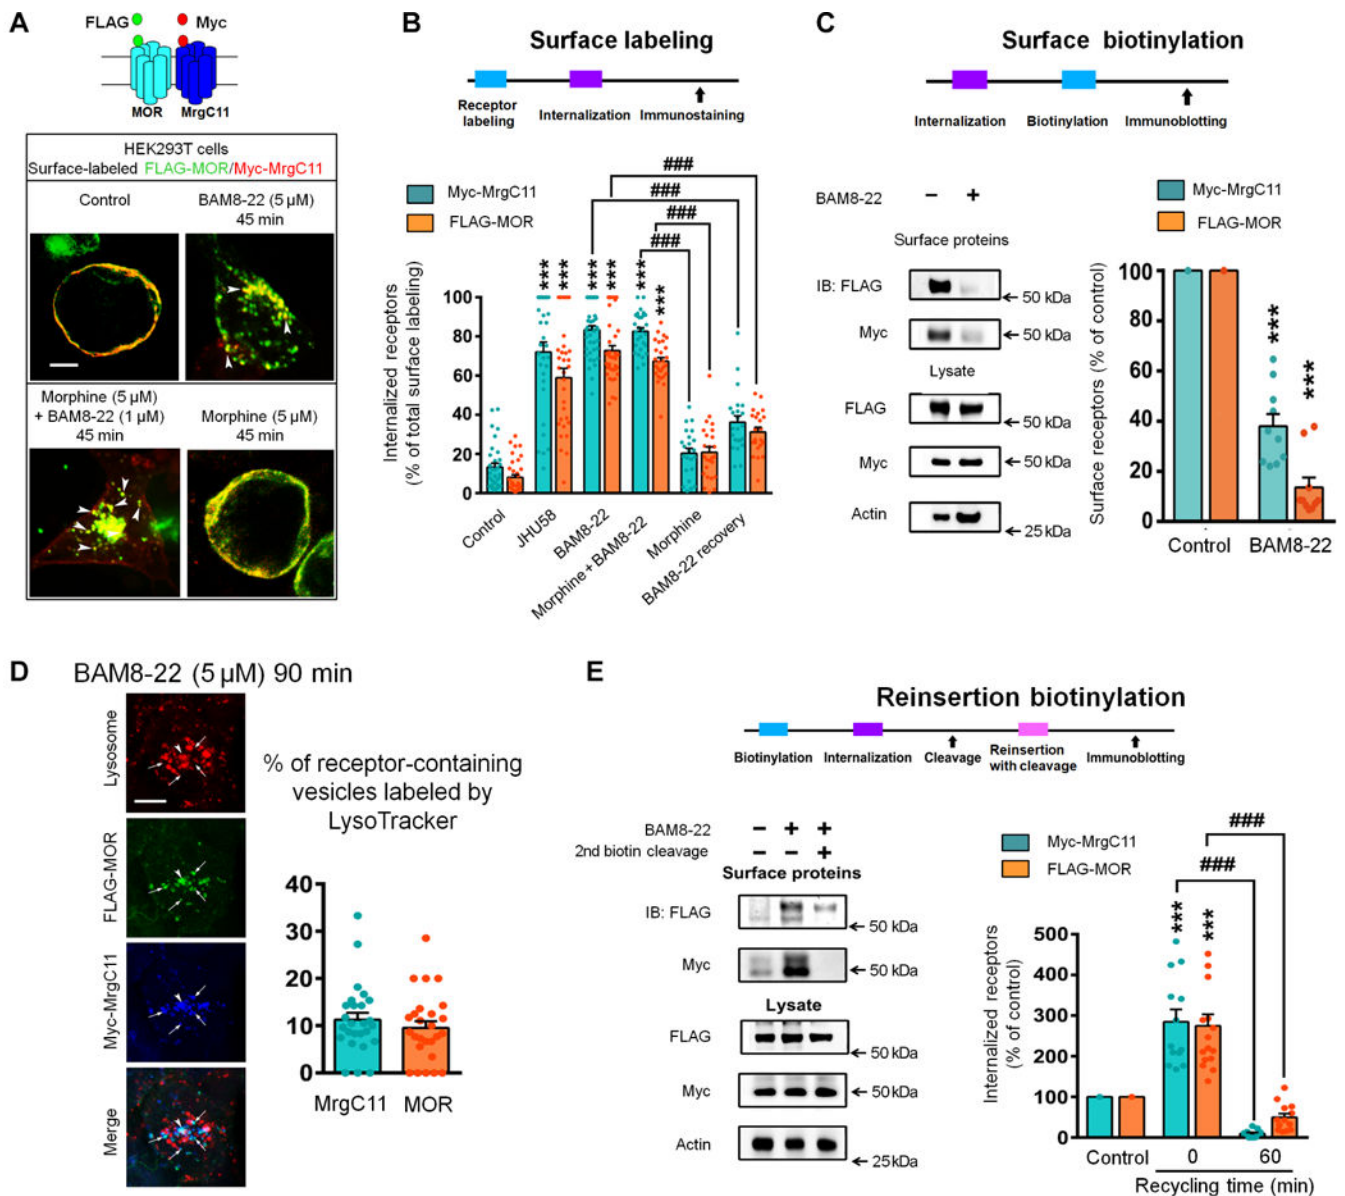 A
FLAG
Myc
MOR
MrgC11
HEK293T cells
Surface-labeled FLAG-MOR/Myc-MrgC11
Control
BAM8-22 (5 µM)
45 min
Morphine (5 µM)
+ BAM8-22 (1 µM)
45 min
Morphine (5 µM)
45 min
B
Surface labeling
Receptor
labeling
Internalization
Immunostaining
Myc-MrgC11
FLAG-MOR
###
###
###
###
***
***
***
***
***
***
Internalized receptors
(% of total surface labeling)
100
80
60
40
20
0
Control
JHU58
BAM8-22
Morphine + BAM8-22
Morphine
BAM8-22 recovery
C
Surface biotinylation
Internalization
Biotinylation
Immunoblotting
BAM8-22
− +
Surface proteins
IB: FLAG
← 50 kDa
Myc
← 50 kDa
Lysate
FLAG
← 50 kDa
Myc
← 50 kDa
Actin
← 25 kDa
Myc-MrgC11
FLAG-MOR
Surface receptors (% of control)
100
80
60
40
20
0
***
***
Control
BAM8-22
D
BAM8-22 (5 µM) 90 min
Lysosome
FLAG-MOR
Myc-MrgC11
Merge
% of receptor-containing
vesicles labeled by
LysoTracker
40
30
20
10
0
MrgC11
MOR
E
Reinsertion biotinylation
Biotinylation
Internalization
Cleavage
Reinsertion
with cleavage
Immunoblotting
BAM8-22
− + +
2nd biotin cleavage
− − +
Surface proteins
IB: FLAG
← 50 kDa
Myc
← 50 kDa
Lysate
FLAG
← 50 kDa
Myc
← 50 kDa
Actin
← 25 kDa
Myc-MrgC11
FLAG-MOR
###
###
***
***
Internalized receptors
(% of control)
500
400
300
200
100
0
Control
0
60
Recycling time (min)